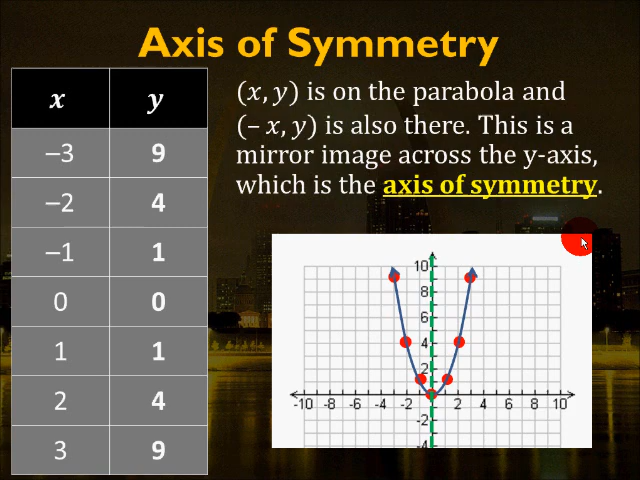 Axis of Symmetry
x y
–3 9
–2 4
–1 1
0 0
1 1
2 4
3 9
(x, y) is on the parabola and
(– x, y) is also there. This is a
mirror image across the y-axis,
which is the axis of symmetry.
10
8
6
4
2
-10 -8 -6 -4 -2 2 4 6 8 10
-2
-4